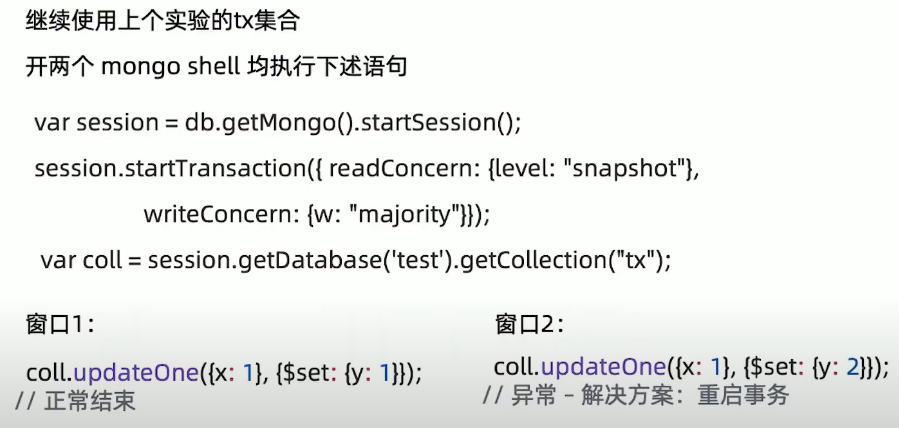 继续使用上个实验的tx集合
开两个 mongo shell 均执行下述语句
var session = db.getMongo().startSession();
session.startTransaction({ readConcern: {level: "snapshot"},
writeConcern: {w: "majority"}});
var coll = session.getDatabase('test').getCollection("tx");
窗口1：
coll.updateOne({x: 1}, {$set: {y: 1}});
// 正常结束
窗口2：
coll.updateOne({x: 1}, {$set: {y: 2}});
// 异常 – 解决方案：重启事务